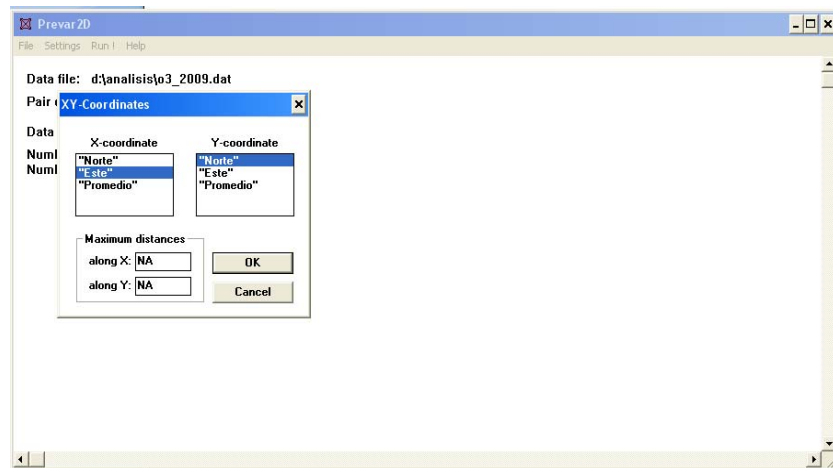 Prevar2D
File Settings Run ! Help
Data file: d:\analisis\o3_2009.dat
Pair
XY-Coordinates
Data
Numl
Numl
X-coordinate Y-coordinate
"Norte" "Norte"
"Este" "Este"
"Promedio" "Promedio"
Maximum distances
along X: NA OK
along Y: NA Cancel